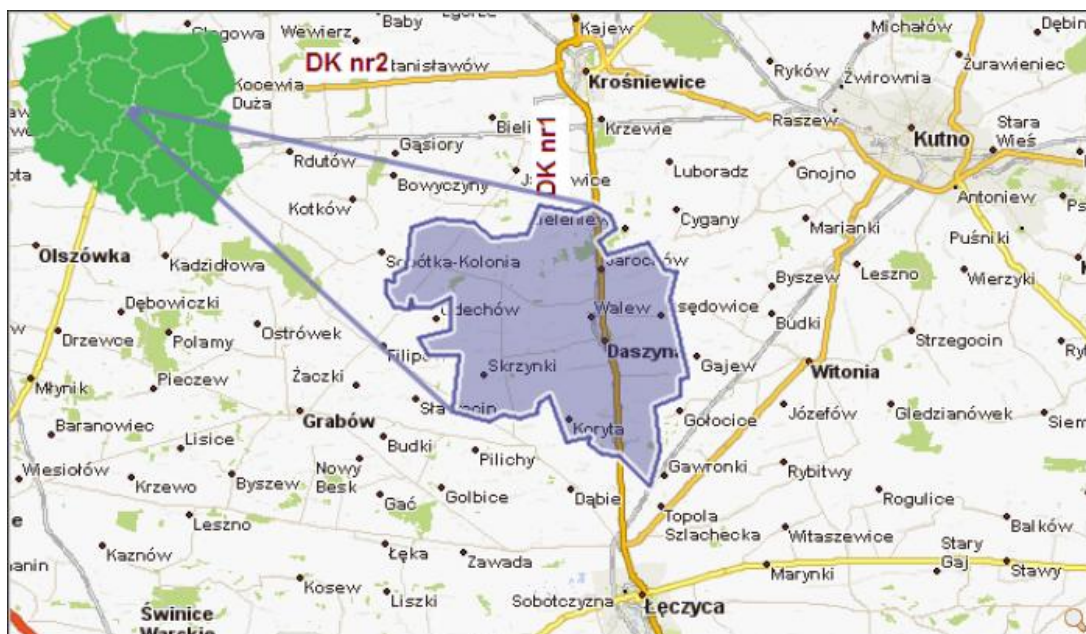 Głogowa
Wewierz
Baby
Kajew
Michałów
DK nr2
Stanisławów
Kocewia
Duża
Krośniewice
Ryków
Żwirownia
Żurawieniec
Raszew
Kutno
Stara
Wieś
DK nr1
Krzewie
Rdutów
Gąsiory
Bowyczyny
Luboradz
Gnojno
Antoniew
Kotków
Cygany
Marianki
Puśniki
Olszówka
Kadzidłowa
Sobótka-Kolonia
Jarochów
Byszew
Leszno
Wierzyki
Dębowiczki
Ostrówek
Walew
Budki
Drzewce
Polamy
Daszyna
Strzegocin
Młynik
Pieczew
Żaczki
Skrzynki
Gajew
Witonia
Grabów
Koryta
Gołocice
Józefów
Gledzianówek
Baranowiec
Lisice
Budki
Pilichy
Wiesiołów
Krzewo
Byszew
Nowy
Besk
Gać
Golbice
Dąbie
Gawronki
Rybitwy
Rogulice
Leszno
Topola
Szlachecka
Witaszewice
Balków
Kaznów
Łęka
Zawada
Marynki
Stary
Gaj
Stawy
Kosew
Liszki
Sobótczyzna
Łęczyca
Świnice
Warckie